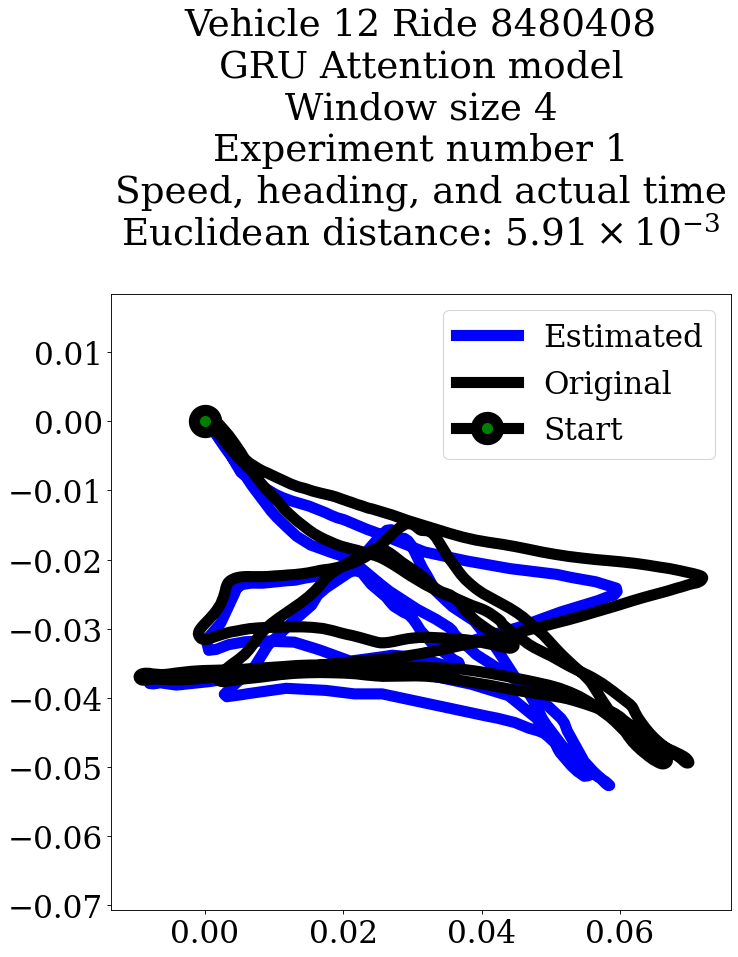 Vehicle 12 Ride 8480408
GRU Attention model
Window size 4
Experiment number 1
Speed, heading, and actual time
Euclidean distance: 5.91 × 10⁻³
Estimated
Original
Start
0.01
0.00
−0.01
−0.02
−0.03
−0.04
−0.05
−0.06
−0.07
0.00 0.02 0.04 0.06